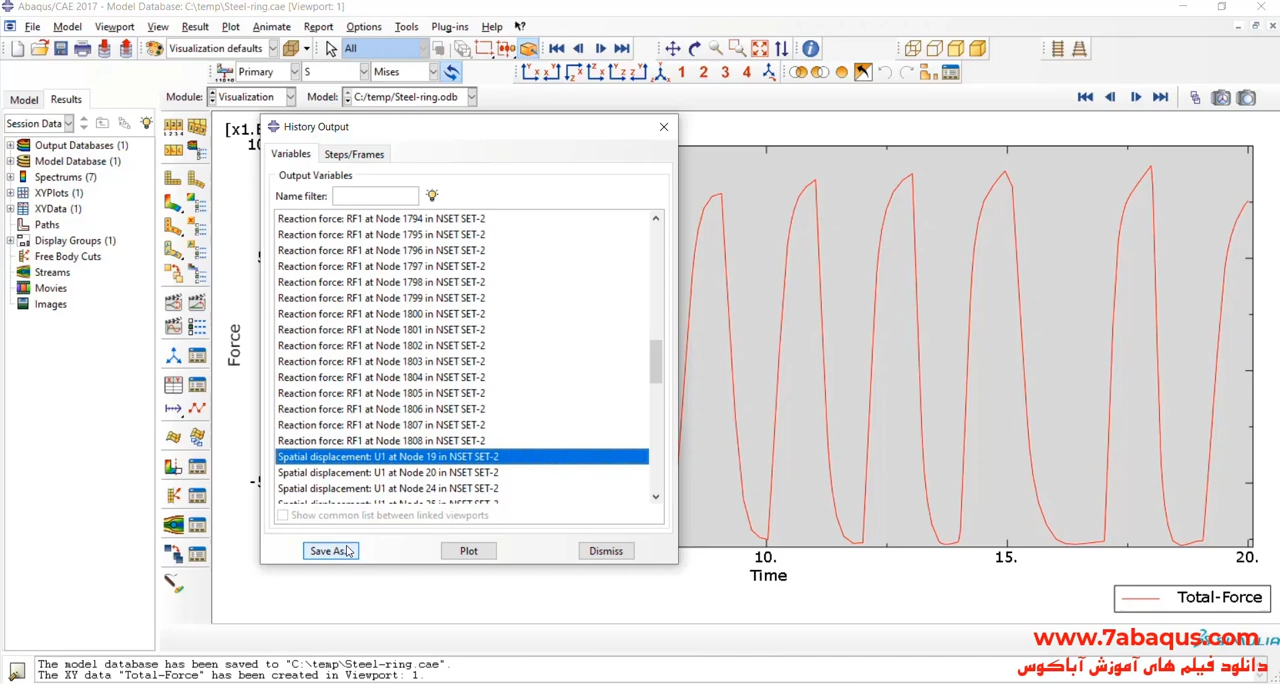 Abaqus/CAE 2017 - Model Database: C:\temp\Steel-ring.cae [Viewport: 1]
File Model Viewport View Result Plot Animate Report Options Tools Plug-ins Help
Visualization defaults All
Primary S Mises 1 2 3 4
Model Results Module: Visualization Model: C:/temp/Steel-ring.odb
Session Data
Output Databases (1)
Model Database (1)
Spectrums (7)
XYPlots (1)
XYData (1)
Paths
Display Groups (1)
Free Body Cuts
Streams
Movies
Images
History Output
Variables Steps/Frames
Output Variables
Name filter:
Reaction force: RF1 at Node 1794 in NSET SET-2
Reaction force: RF1 at Node 1795 in NSET SET-2
Reaction force: RF1 at Node 1796 in NSET SET-2
Reaction force: RF1 at Node 1797 in NSET SET-2
Reaction force: RF1 at Node 1798 in NSET SET-2
Reaction force: RF1 at Node 1799 in NSET SET-2
Reaction force: RF1 at Node 1800 in NSET SET-2
Reaction force: RF1 at Node 1801 in NSET SET-2
Reaction force: RF1 at Node 1802 in NSET SET-2
Reaction force: RF1 at Node 1803 in NSET SET-2
Reaction force: RF1 at Node 1804 in NSET SET-2
Reaction force: RF1 at Node 1805 in NSET SET-2
Reaction force: RF1 at Node 1806 in NSET SET-2
Reaction force: RF1 at Node 1807 in NSET SET-2
Reaction force: RF1 at Node 1808 in NSET SET-2
Spatial displacement: U1 at Node 19 in NSET SET-2
Spatial displacement: U1 at Node 20 in NSET SET-2
Spatial displacement: U1 at Node 24 in NSET SET-2
Show common list between linked viewports
Save As... Plot Dismiss
Force
10. 15. 20.
Time
Total-Force
www.7abaqus.com
دانلود فیلم های آموزش آباکوس
The model database has been saved to "C:\temp\Steel-ring.cae".
The XY data "Total-Force" has been created in Viewport: 1.